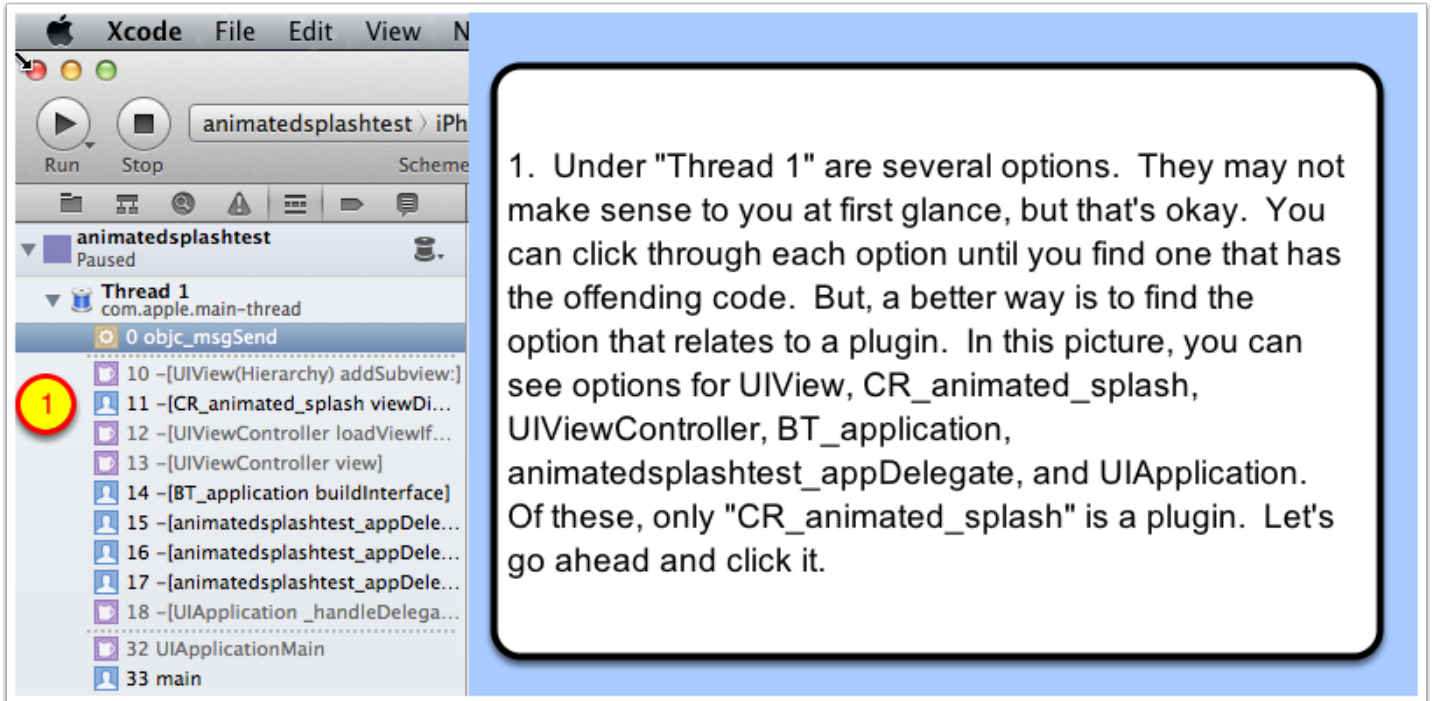 Xcode File Edit View N
animatedsplashtest › iPh
Run Stop Scheme
animatedsplashtest
Paused
Thread 1
com.apple.main-thread
0 objc_msgSend
10 -[UIView(Hierarchy) addSubview:]
1
11 -[CR_animated_splash viewDi...
12 -[UIViewController loadViewIf...
13 -[UIViewController view]
14 -[BT_application buildInterface]
15 -[animatedsplashtest_appDele...
16 -[animatedsplashtest_appDele...
17 -[animatedsplashtest_appDele...
18 -[UIApplication _handleDelega...
32 UIApplicationMain
33 main
1.  Under "Thread 1" are several options.  They may not
make sense to you at first glance, but that's okay.  You
can click through each option until you find one that has
the offending code.  But, a better way is to find the
option that relates to a plugin.  In this picture, you can
see options for UIView, CR_animated_splash,
UIViewController, BT_application,
animatedsplashtest_appDelegate, and UIApplication.
Of these, only "CR_animated_splash" is a plugin.  Let's
go ahead and click it.